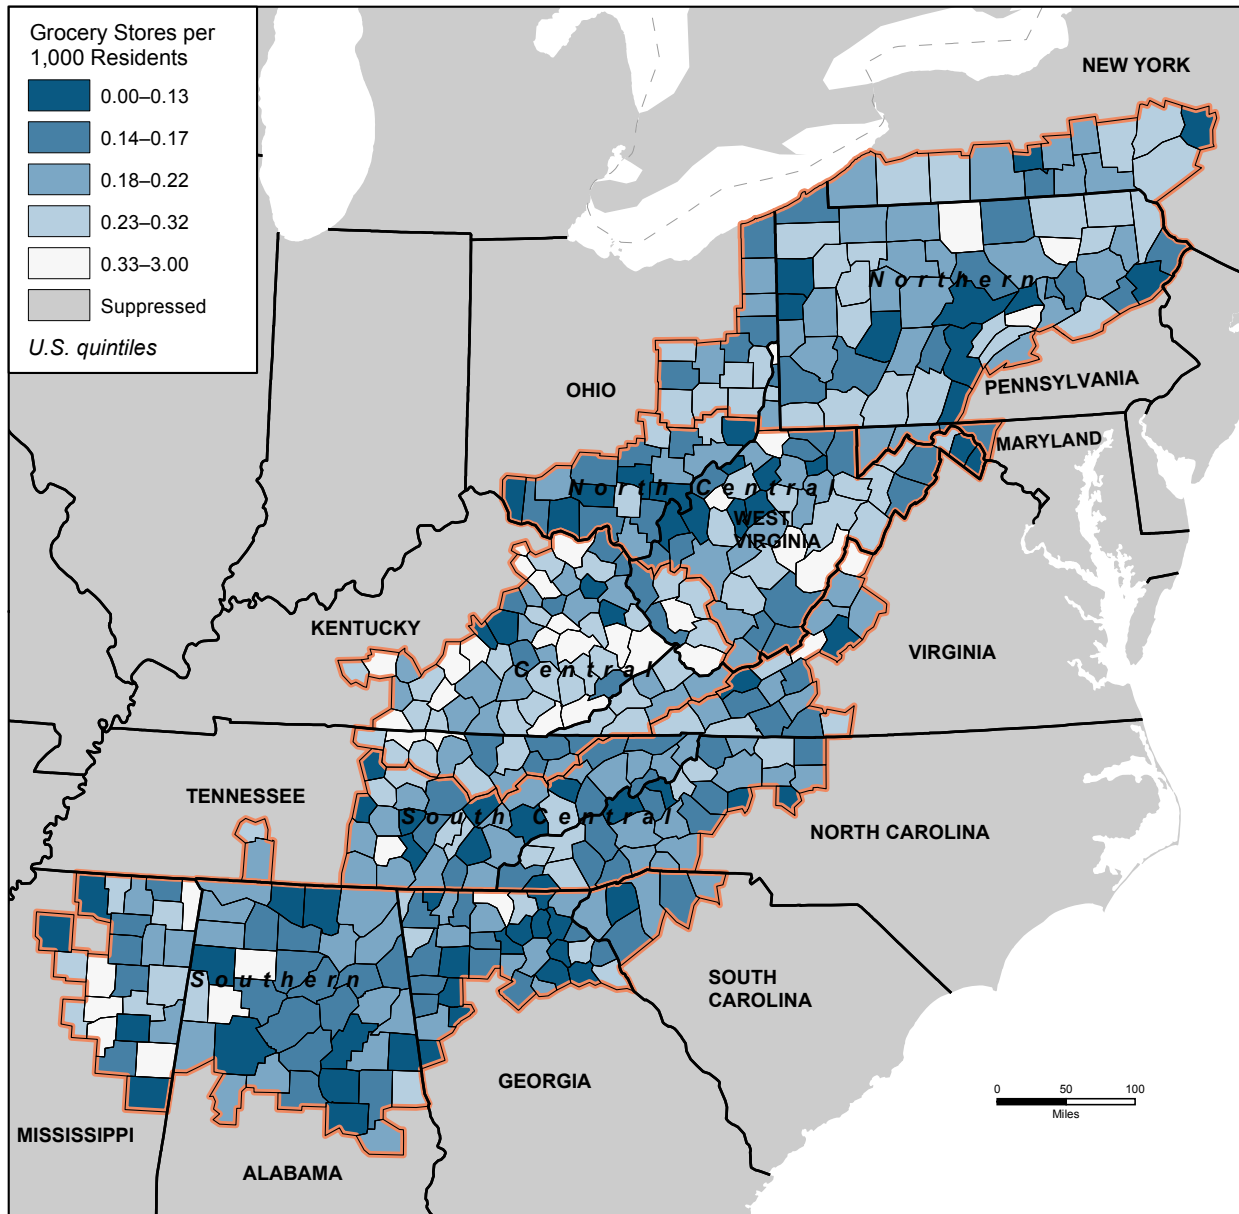 Grocery Stores per
1,000 Residents
0.00–0.13
0.14–0.17
0.18–0.22
0.23–0.32
0.33–3.00
Suppressed
U.S. quintiles
NEW YORK
Northern
PENNSYLVANIA
OHIO
MARYLAND
North Central
WEST
VIRGINIA
KENTUCKY
VIRGINIA
Central
TENNESSEE
South Central
NORTH CAROLINA
Southern
SOUTH
CAROLINA
GEORGIA
0 50 100
Miles
MISSISSIPPI
ALABAMA